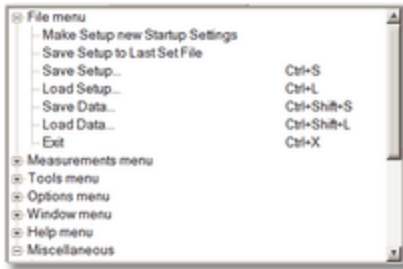 File menu
Make Setup new Startup Settings
Save Setup to Last Set File
Save Setup... Ctrl+S
Load Setup... Ctrl+L
Save Data... Ctrl+Shift+S
Load Data... Ctrl+Shift+L
Exit Ctrl+X
Measurements menu
Tools menu
Options menu
Window menu
Help menu
Miscellaneous